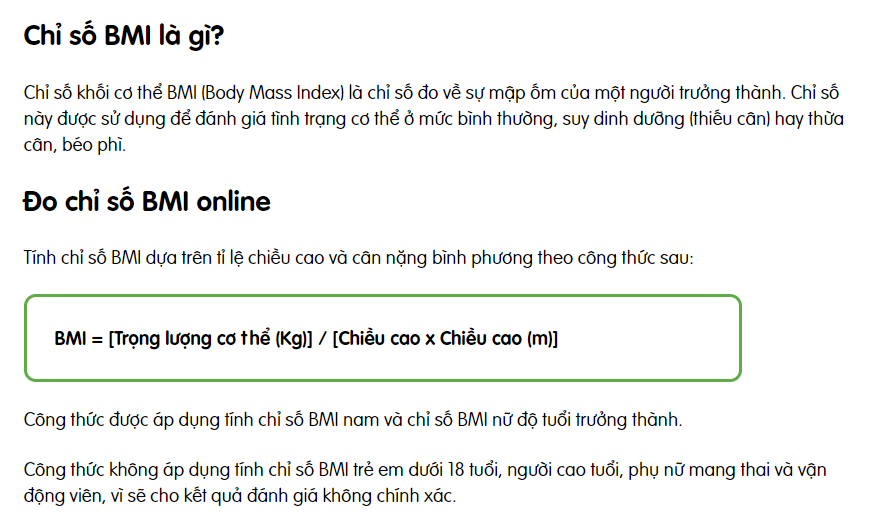 Chỉ số BMI là gì?
Chỉ số khối cơ thể BMI (Body Mass Index) là chỉ số đo về sự mập ốm của một người trưởng thành. Chỉ số
này được sử dụng để đánh giá tình trạng cơ thể ở mức bình thường, suy dinh dưỡng (thiếu cân) hay thừa
cân, béo phì.
Đo chỉ số BMI online
Tính chỉ số BMI dựa trên tỉ lệ chiều cao và cân nặng bình phương theo công thức sau:
BMI = [Trọng lượng cơ thể (Kg)] / [Chiều cao x Chiều cao (m)]
Công thức được áp dụng tính chỉ số BMI nam và chỉ số BMI nữ độ tuổi trưởng thành.
Công thức không áp dụng tính chỉ số BMI trẻ em dưới 18 tuổi, người cao tuổi, phụ nữ mang thai và vận
động viên, vì sẽ cho kết quả đánh giá không chính xác.